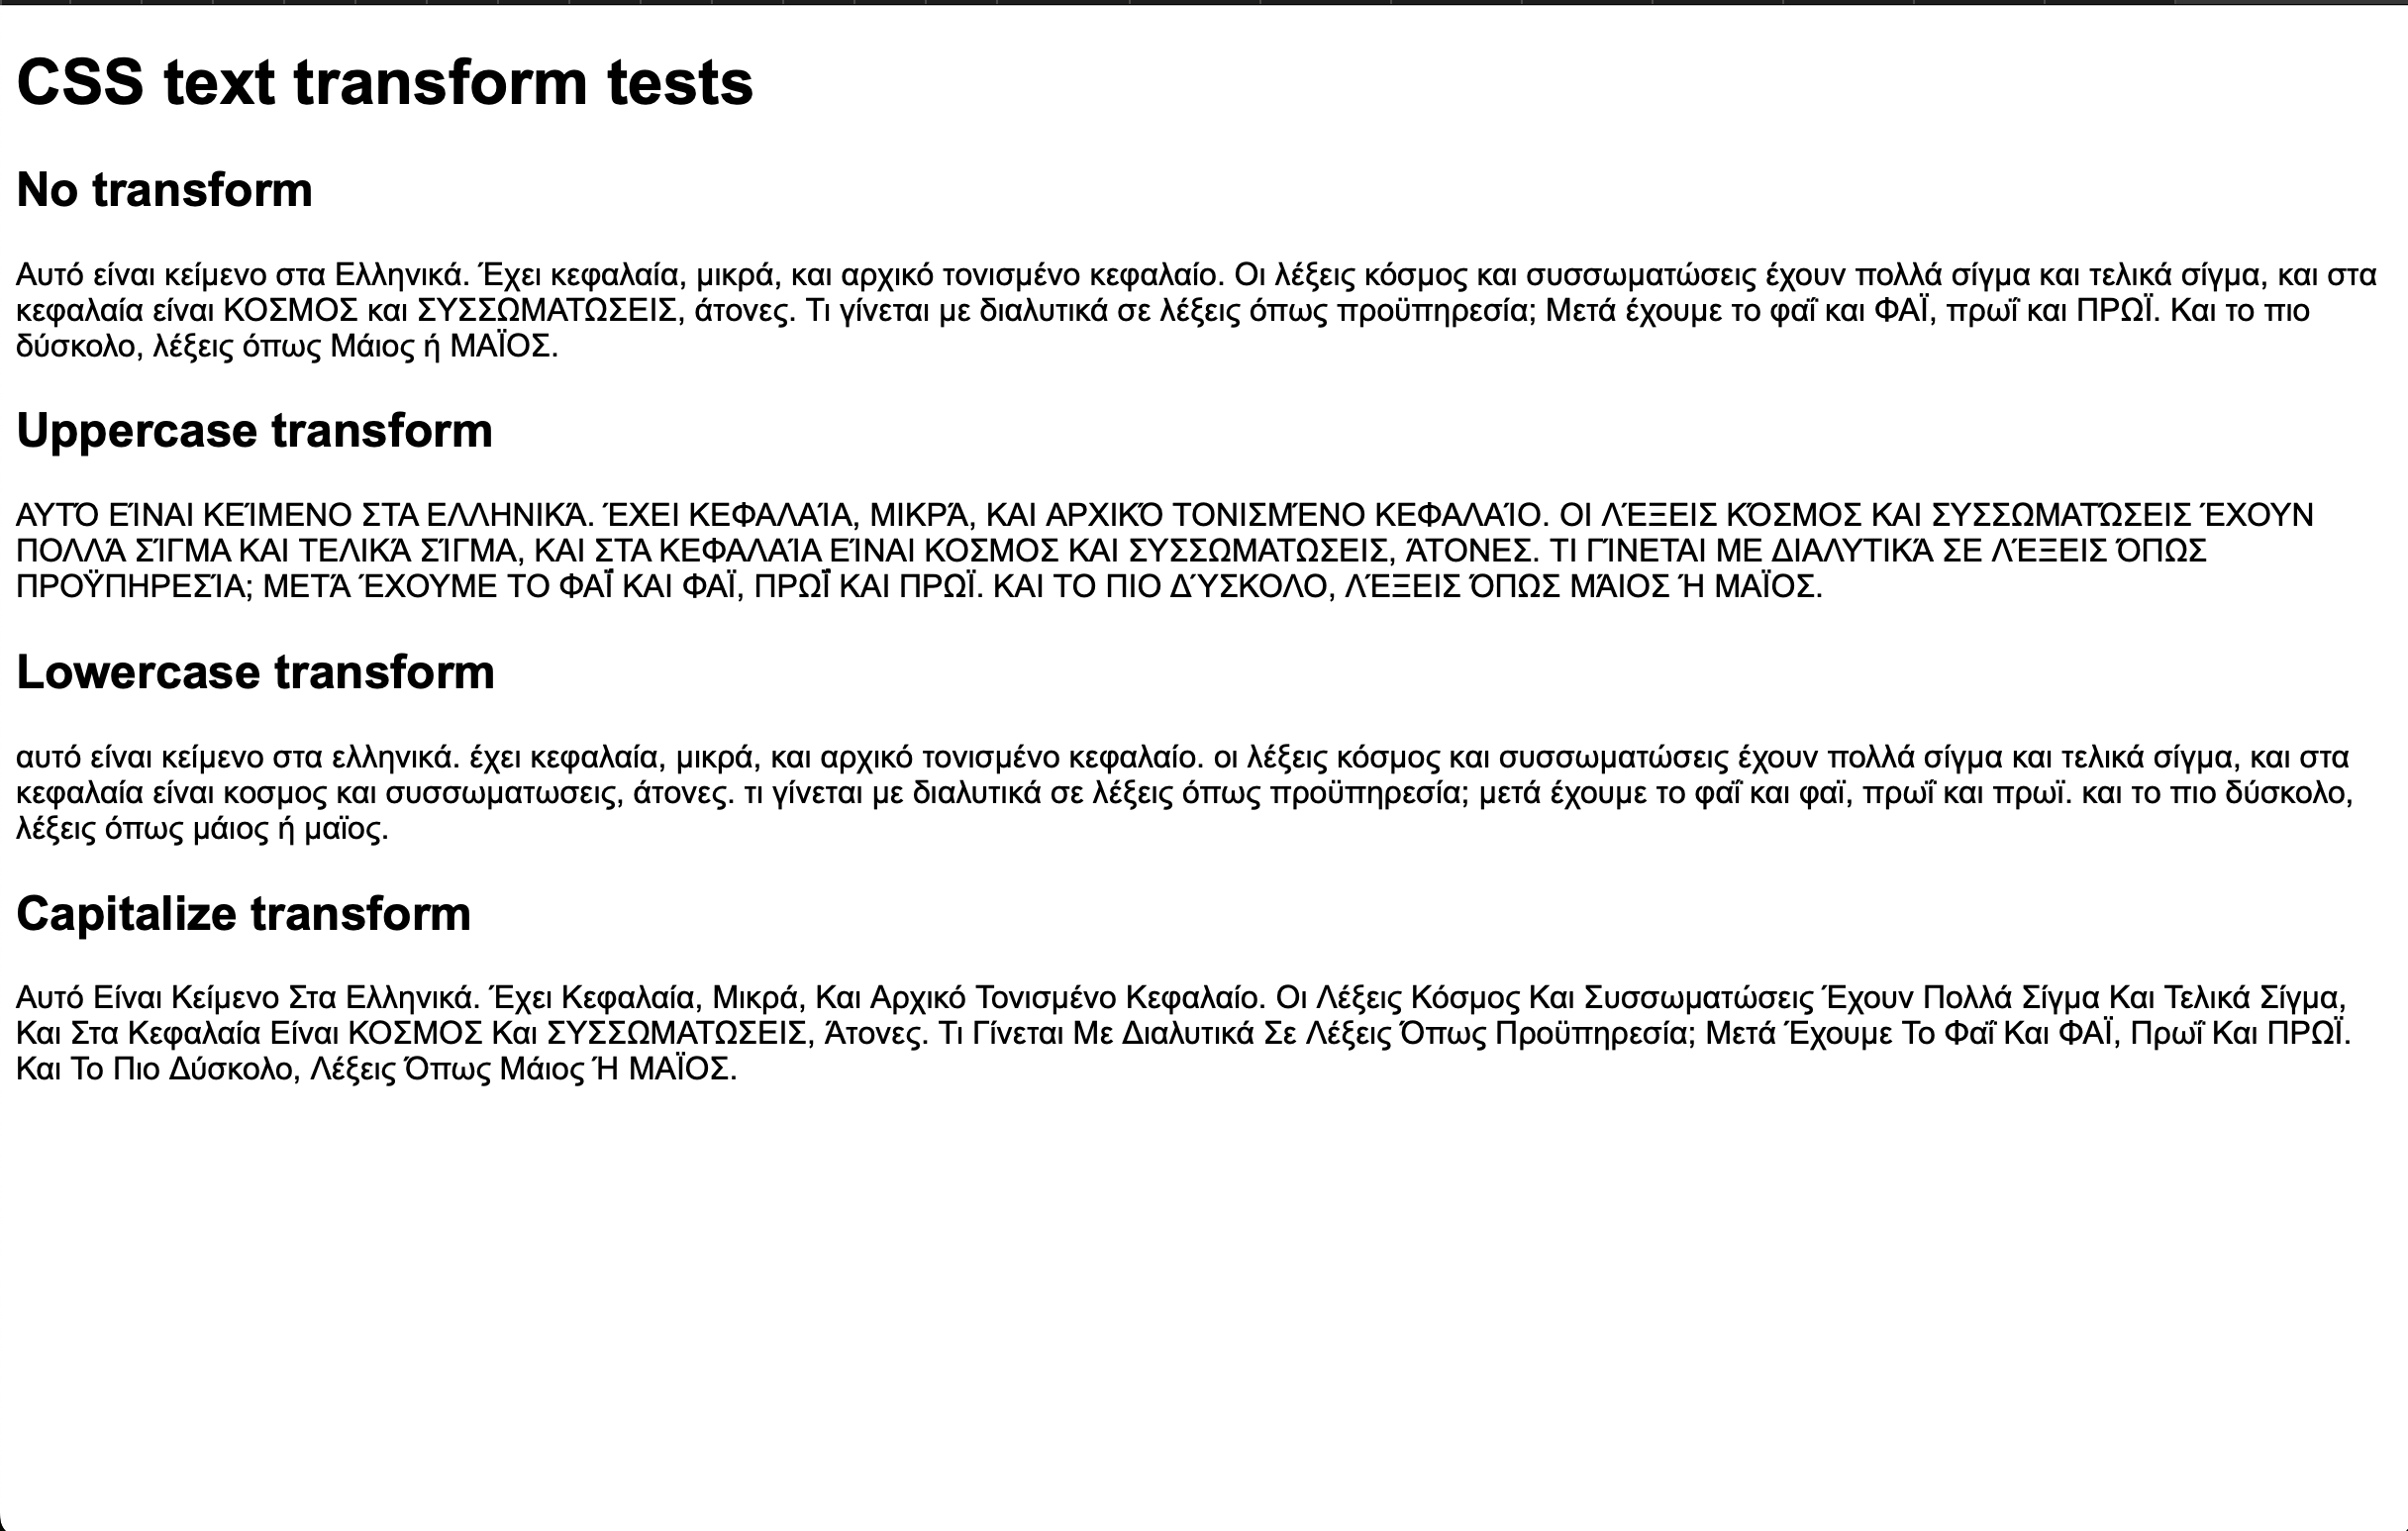 CSS text transform tests
No transform
Αυτό είναι κείμενο στα Ελληνικά. Έχει κεφαλαία, μικρά, και αρχικό τονισμένο κεφαλαίο. Οι λέξεις κόσμος και συσσωματώσεις έχουν πολλά σίγμα και τελικά σίγμα, και στα
κεφαλαία είναι ΚΟΣΜΟΣ και ΣΥΣΣΩΜΑΤΩΣΕΙΣ, άτονες. Τι γίνεται με διαλυτικά σε λέξεις όπως προϋπηρεσία; Μετά έχουμε το φαΐ και ΦΑΪ, πρωΐ και ΠΡΩΪ. Και το πιο
δύσκολο, λέξεις όπως Μάιος ή ΜΑΪΟΣ.
Uppercase transform
ΑΥΤΌ ΕΊΝΑΙ ΚΕΊΜΕΝΟ ΣΤΑ ΕΛΛΗΝΙΚΆ. ΈΧΕΙ ΚΕΦΑΛΑΊΑ, ΜΙΚΡΆ, ΚΑΙ ΑΡΧΙΚΌ ΤΟΝΙΣΜΈΝΟ ΚΕΦΑΛΑΊΟ. ΟΙ ΛΈΞΕΙΣ ΚΌΣΜΟΣ ΚΑΙ ΣΥΣΣΩΜΑΤΏΣΕΙΣ ΈΧΟΥΝ
ΠΟΛΛΆ ΣΊΓΜΑ ΚΑΙ ΤΕΛΙΚΆ ΣΊΓΜΑ, ΚΑΙ ΣΤΑ ΚΕΦΑΛΑΊΑ ΕΊΝΑΙ ΚΟΣΜΟΣ ΚΑΙ ΣΥΣΣΩΜΑΤΩΣΕΙΣ, ΆΤΟΝΕΣ. ΤΙ ΓΊΝΕΤΑΙ ΜΕ ΔΙΑΛΥΤΙΚΆ ΣΕ ΛΈΞΕΙΣ ΌΠΩΣ
ΠΡΟΫΠΗΡΕΣΊΑ; ΜΕΤΆ ΈΧΟΥΜΕ ΤΟ ΦΑΪ́ ΚΑΙ ΦΑΪ, ΠΡΩΪ́ ΚΑΙ ΠΡΩΪ. ΚΑΙ ΤΟ ΠΙΟ ΔΎΣΚΟΛΟ, ΛΈΞΕΙΣ ΌΠΩΣ ΜΆΙΟΣ Ή ΜΑΪΟΣ.
Lowercase transform
αυτό είναι κείμενο στα ελληνικά. έχει κεφαλαία, μικρά, και αρχικό τονισμένο κεφαλαίο. οι λέξεις κόσμος και συσσωματώσεις έχουν πολλά σίγμα και τελικά σίγμα, και στα
κεφαλαία είναι κοσμος και συσσωματωσεις, άτονες. τι γίνεται με διαλυτικά σε λέξεις όπως προϋπηρεσία; μετά έχουμε το φαΐ και φαϊ, πρωΐ και πρωϊ. και το πιο δύσκολο,
λέξεις όπως μάιος ή μαϊος.
Capitalize transform
Αυτό Είναι Κείμενο Στα Ελληνικά. Έχει Κεφαλαία, Μικρά, Και Αρχικό Τονισμένο Κεφαλαίο. Οι Λέξεις Κόσμος Και Συσσωματώσεις Έχουν Πολλά Σίγμα Και Τελικά Σίγμα,
Και Στα Κεφαλαία Είναι ΚΟΣΜΟΣ Και ΣΥΣΣΩΜΑΤΩΣΕΙΣ, Άτονες. Τι Γίνεται Με Διαλυτικά Σε Λέξεις Όπως Προϋπηρεσία; Μετά Έχουμε Το Φαΐ Και ΦΑΪ, Πρωΐ Και ΠΡΩΪ.
Και Το Πιο Δύσκολο, Λέξεις Όπως Μάιος Ή ΜΑΪΟΣ.